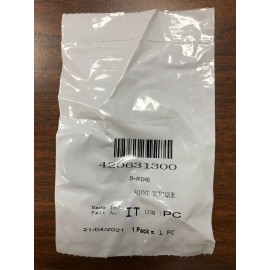 420631300
O-RING
JOINT TORIQUE
Made In: IT UOM: PC
Part No:
21/04/2021 1 Pack = 1 PC